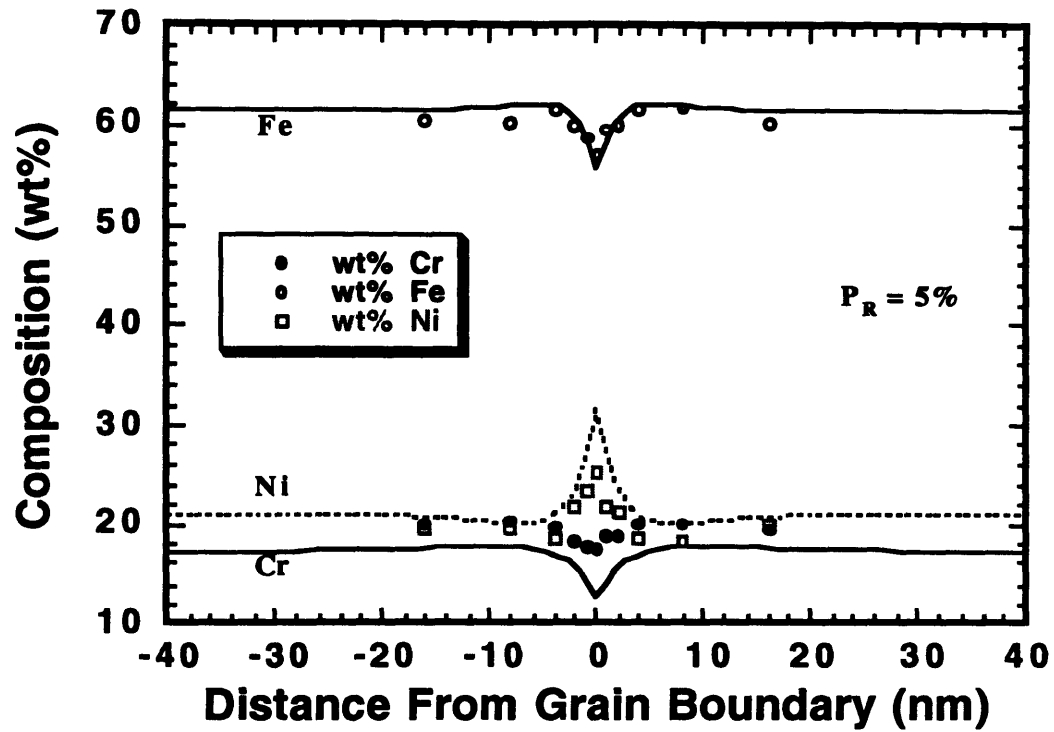 70
60
50
40
30
20
10
Composition (wt%)
Fe
wt% Cr
wt% Fe
wt% Ni
P_R = 5%
Ni
Cr
-40 -30 -20 -10 0 10 20 30 40
Distance From Grain Boundary (nm)